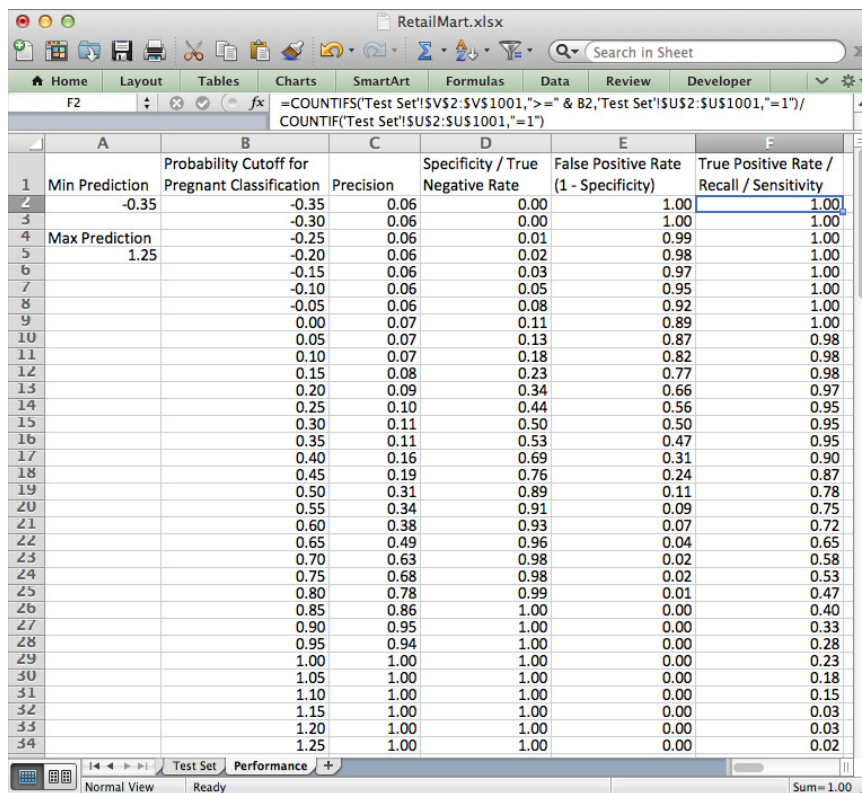 RetailMart.xlsx
Search in Sheet
Home Layout Tables Charts SmartArt Formulas Data Review Developer
F2 fx =COUNTIFS('Test Set'!$V$2:$V$1001,">=" & B2,'Test Set'!$U$2:$U$1001,"=1")/
COUNTIF('Test Set'!$U$2:$U$1001,"=1")
A B C D E F
Probability Cutoff for Specificity / True False Positive Rate True Positive Rate /
1 Min Prediction Pregnant Classification Precision Negative Rate (1 - Specificity) Recall / Sensitivity
2 -0.35 -0.35 0.06 0.00 1.00 1.00
3 -0.30 0.06 0.00 1.00 1.00
4 Max Prediction -0.25 0.06 0.01 0.99 1.00
5 1.25 -0.20 0.06 0.02 0.98 1.00
6 -0.15 0.06 0.03 0.97 1.00
7 -0.10 0.06 0.05 0.95 1.00
8 -0.05 0.06 0.08 0.92 1.00
9 0.00 0.07 0.11 0.89 1.00
10 0.05 0.07 0.13 0.87 0.98
11 0.10 0.07 0.18 0.82 0.98
12 0.15 0.08 0.23 0.77 0.98
13 0.20 0.09 0.34 0.66 0.97
14 0.25 0.10 0.44 0.56 0.95
15 0.30 0.11 0.50 0.50 0.95
16 0.35 0.11 0.53 0.47 0.95
17 0.40 0.16 0.69 0.31 0.90
18 0.45 0.19 0.76 0.24 0.87
19 0.50 0.31 0.89 0.11 0.78
20 0.55 0.34 0.91 0.09 0.75
21 0.60 0.38 0.93 0.07 0.72
22 0.65 0.49 0.96 0.04 0.65
23 0.70 0.63 0.98 0.02 0.58
24 0.75 0.68 0.98 0.02 0.53
25 0.80 0.78 0.99 0.01 0.47
26 0.85 0.86 1.00 0.00 0.40
27 0.90 0.95 1.00 0.00 0.33
28 0.95 0.94 1.00 0.00 0.28
29 1.00 1.00 1.00 0.00 0.23
30 1.05 1.00 1.00 0.00 0.18
31 1.10 1.00 1.00 0.00 0.15
32 1.15 1.00 1.00 0.00 0.03
33 1.20 1.00 1.00 0.00 0.03
34 1.25 1.00 1.00 0.00 0.02
Test Set Performance +
Normal View Ready Sum=1.00